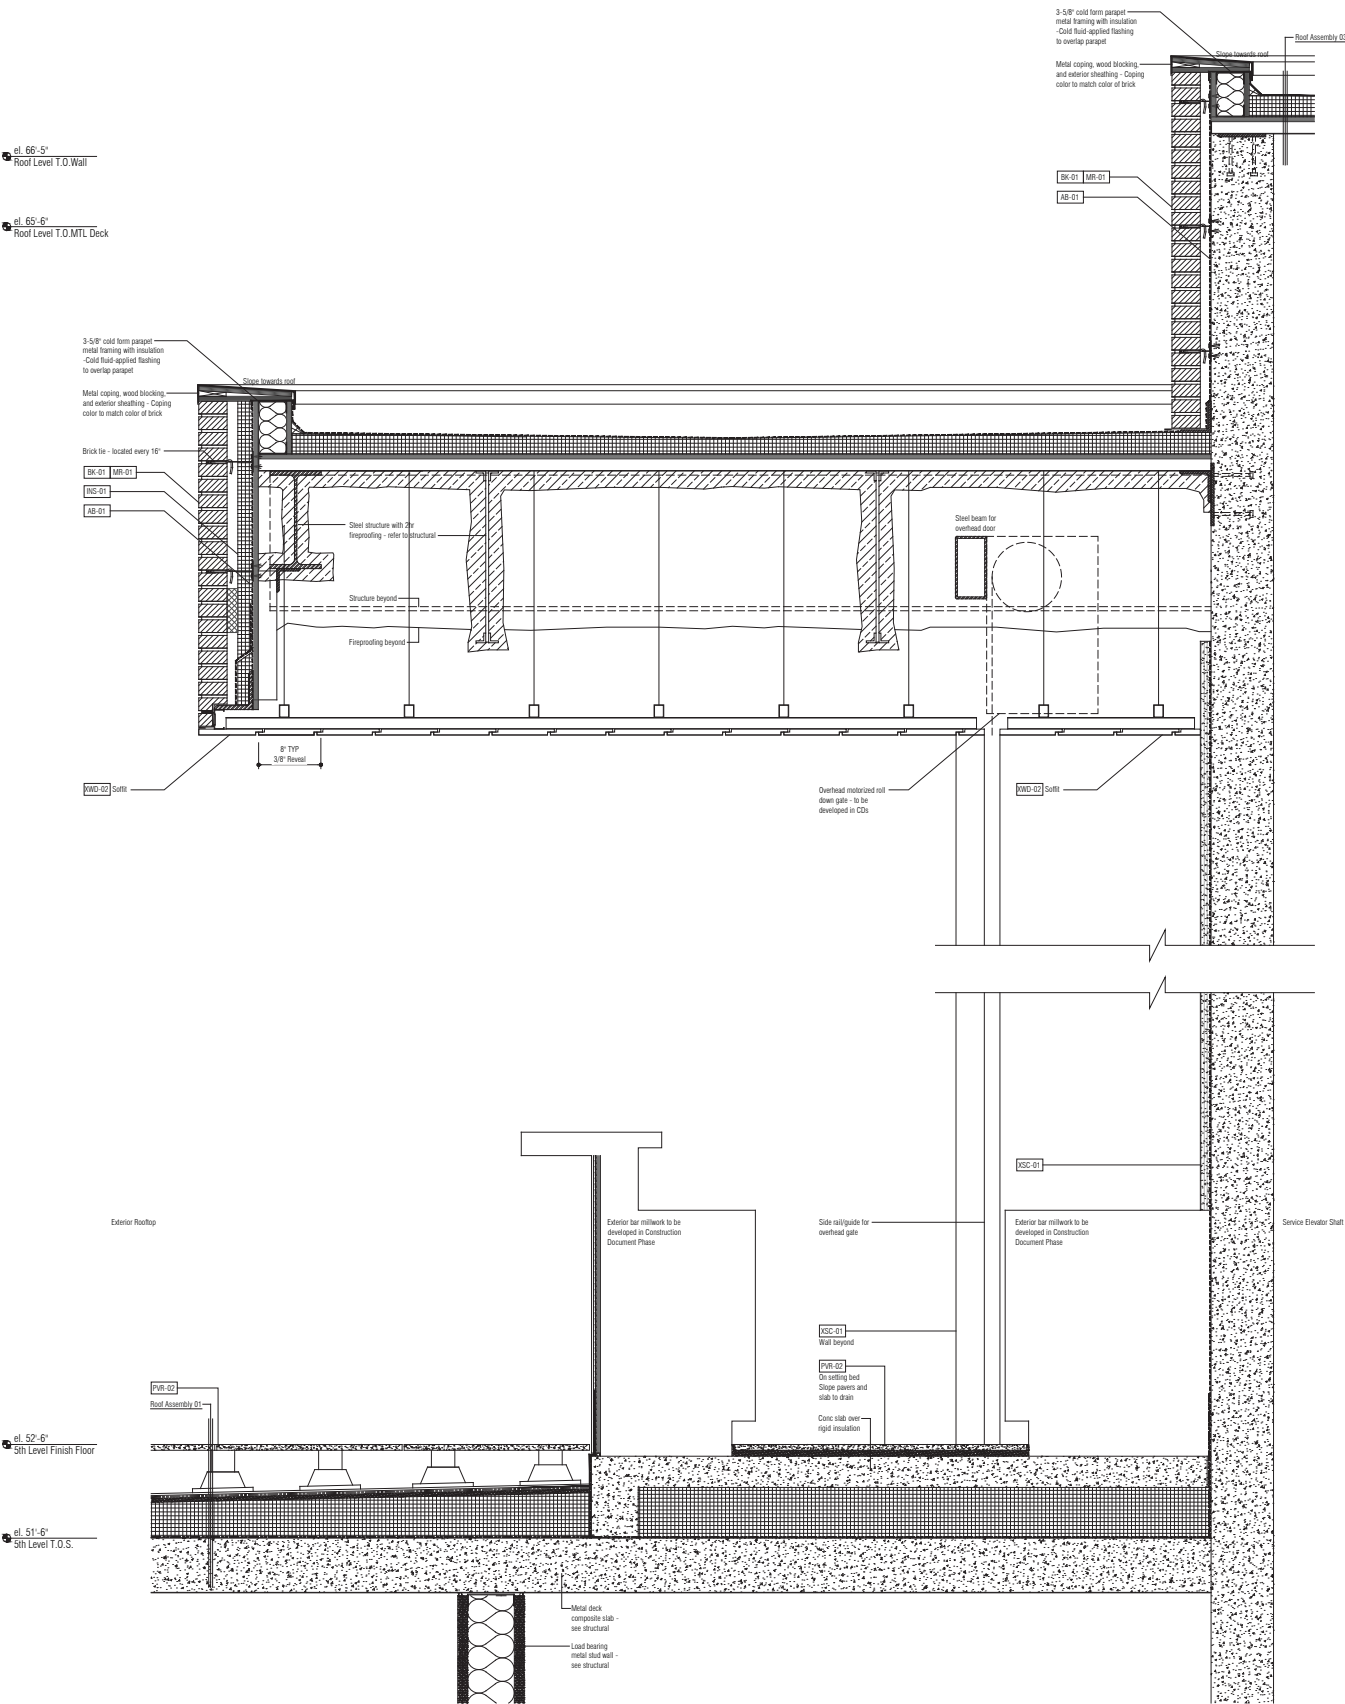 3-5/8" cold form parapet
metal framing with insulation
-Cold fluid-applied flashing
to overlap parapet
Roof Assembly 03
Slope towards roof
Metal coping, wood blocking,
and exterior sheathing - Coping
color to match color of brick
el. 66'-5"
Roof Level T.O.Wall
BK-01 MR-01
AB-01
el. 65'-6"
Roof Level T.O.MTL Deck
3-5/8" cold form parapet
metal framing with insulation
-Cold fluid-applied flashing
to overlap parapet
Slope towards roof
Metal coping, wood blocking,
and exterior sheathing - Coping
color to match color of brick
Brick tie - located every 16"
BK-01 MR-01
INS-01
AB-01
Steel structure with 2hr
fireproofing - refer to structural
Steel beam for
overhead door
Structure beyond
Fireproofing beyond
8" TYP
3/8" Reveal
XWD-02 Soffit
Overhead motorized roll
down gate - to be
developed in CDs
XWD-02 Soffit
XSC-01
Exterior Rooftop
Exterior bar millwork to be
developed in Construction
Document Phase
Side rail/guide for
overhead gate
Exterior bar millwork to be
developed in Construction
Document Phase
Service Elevator Shaft
XSC-01
Wall beyond
PVR-02
On setting bed
Slope pavers and
slab to drain
Conc slab over
rigid insulation
PVR-02
Roof Assembly 01
el. 52'-6"
5th Level Finish Floor
el. 51'-6"
5th Level T.O.S.
Metal deck
composite slab -
see structural
Load bearing
metal stud wall -
see structural